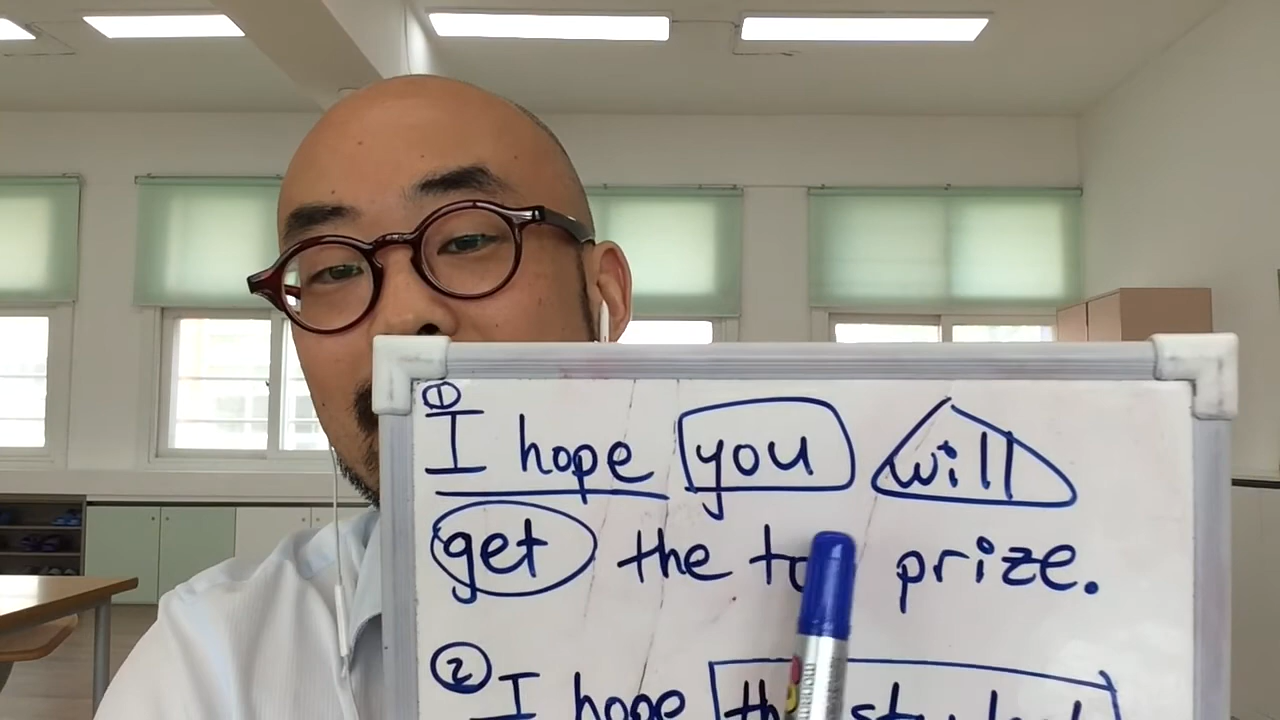 ① I hope you will
get the prize.
② I hope